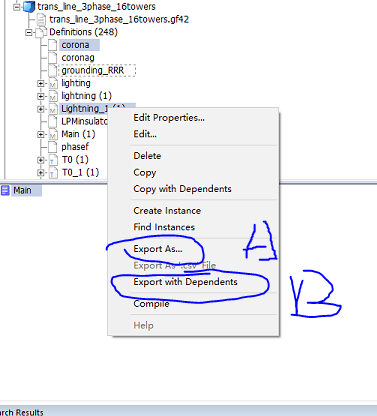 trans_line_3phase_16towers
trans_line_3phase_16towers.gf42
Definitions (248)
corona
coronag
grounding_RRR
lighting
lightning (1)
Lightning_1 (1)
LPMinsulato
Main (1)
phasef
T0 (1)
T0_1 (1)
Edit Properties...
Edit...
Delete
Copy
Copy with Dependents
Create Instance
Find Instances
Export As...
Export As '.csv' File
Export with Dependents
Compile
Help
A
B
Main
arch Results